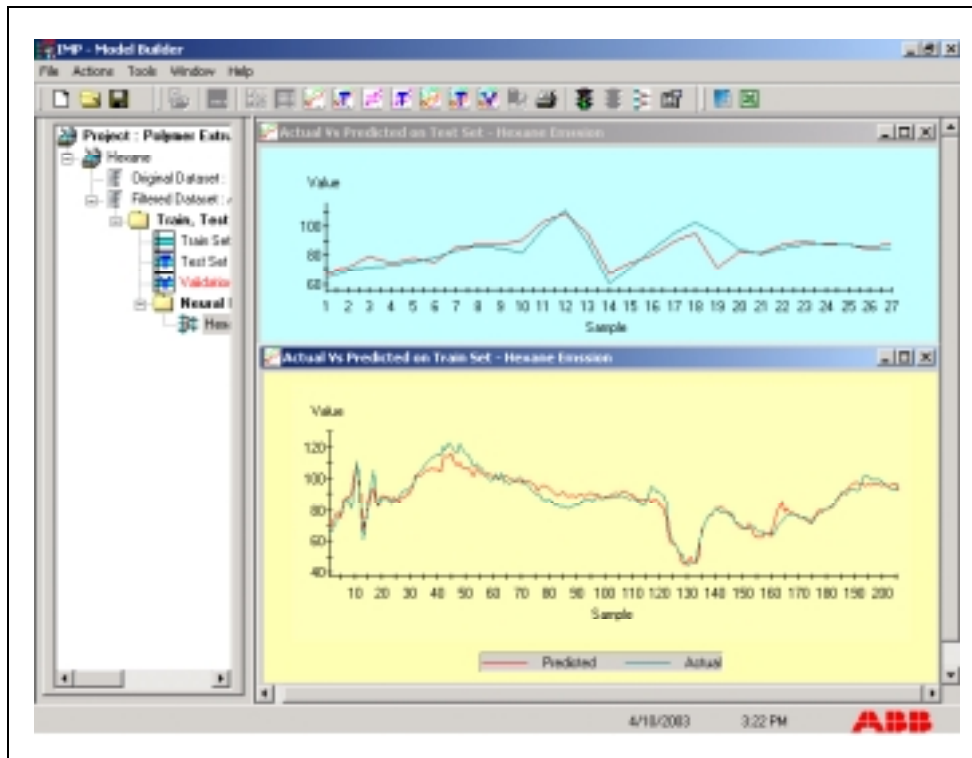 IMP - Model Builder
File Actions Tools Window Help
Project : Polymer Extru
Hexane
Original Dataset :
Filtered Dataset :
Train, Test
Train Set
Test Set
Validation
Neural
Hex
Actual Vs Predicted on Test Set - Hexane Emission
Value
100
80
60
1 2 3 4 5 6 7 8 9 10 11 12 13 14 15 16 17 18 19 20 21 22 23 24 25 26 27
Sample
Actual Vs Predicted on Train Set - Hexane Emission
Value
120
100
80
60
40
10 20 30 40 50 60 70 80 90 100 110 120 130 140 150 160 170 180 190 200
Sample
Predicted Actual
4/10/2003 3:22 PM
ABB